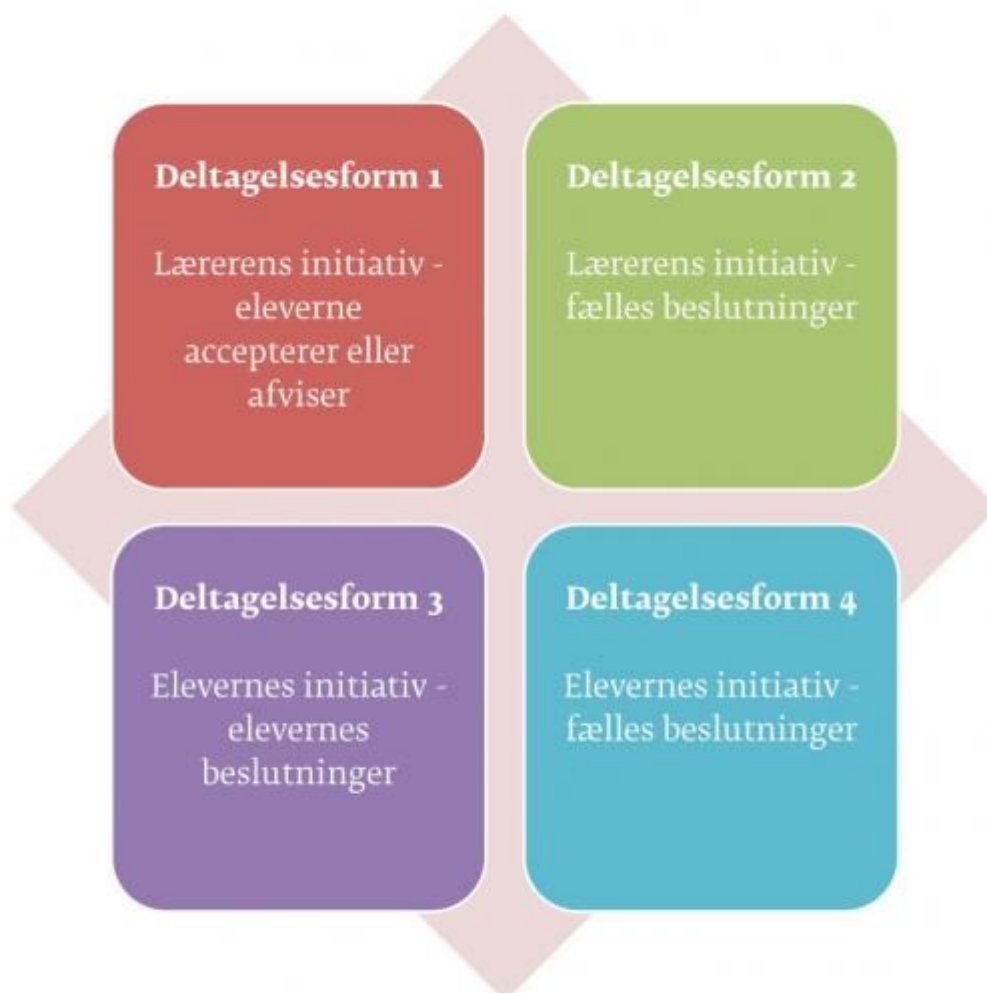 Deltagelsesform 1
Lærerens initiativ -
eleverne
accepterer eller
afviser
Deltagelsesform 2
Lærerens initiativ -
fælles beslutninger
Deltagelsesform 3
Elevernes initiativ -
elevernes
beslutninger
Deltagelsesform 4
Elevernes initiativ -
fælles beslutninger